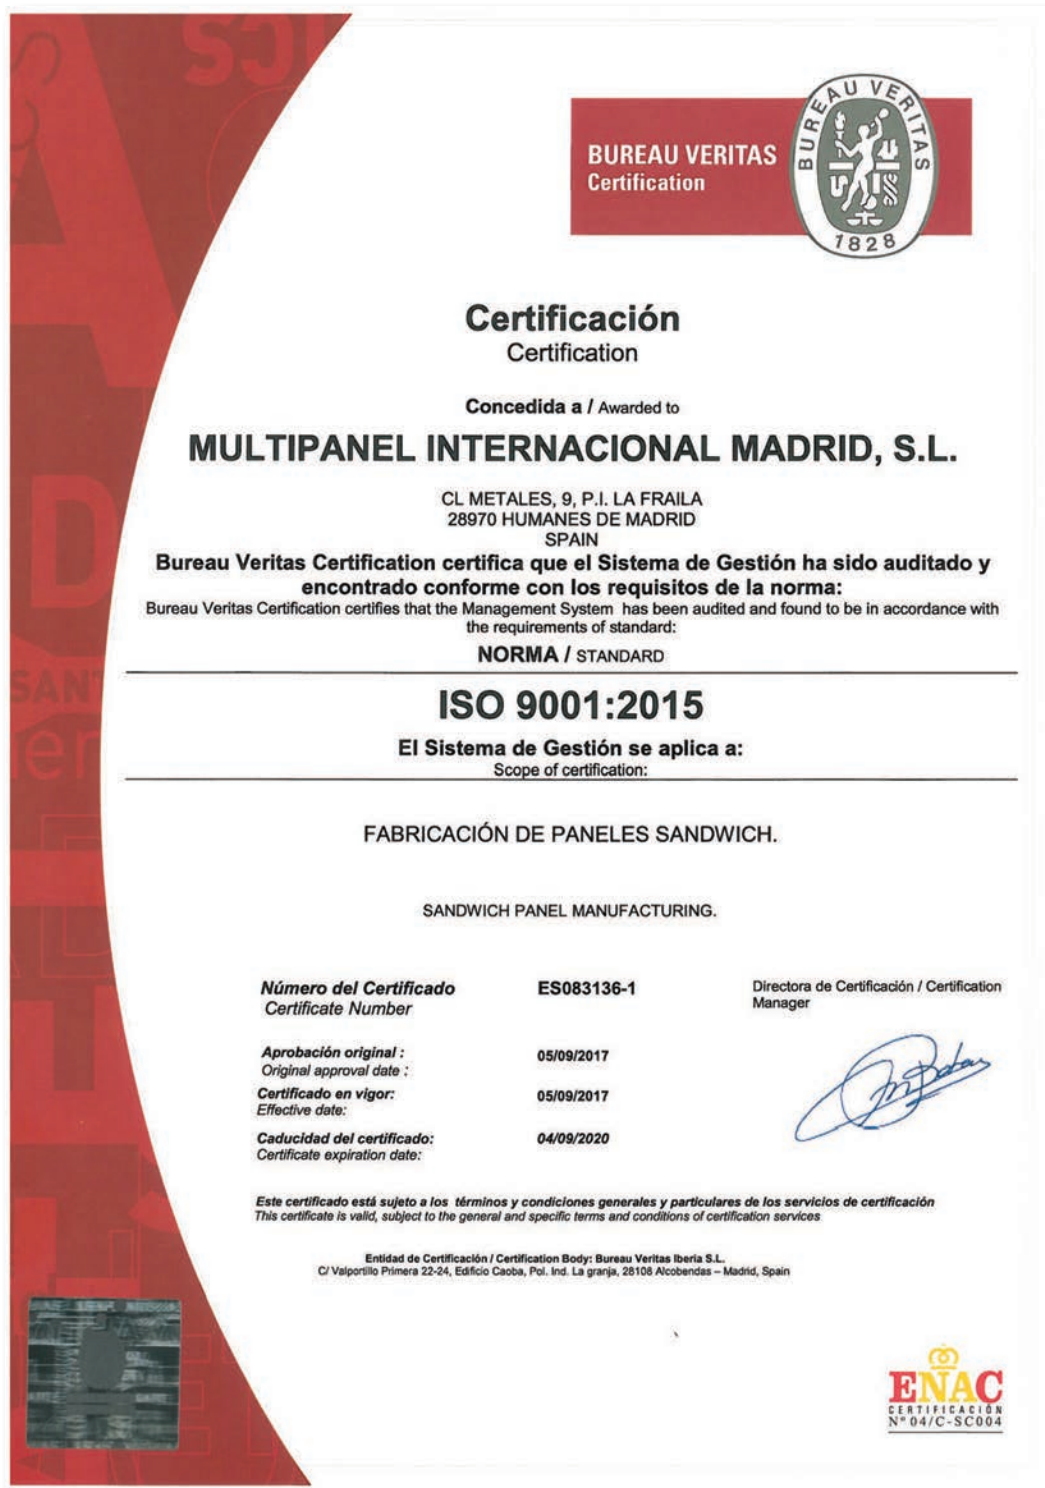 BUREAU VERITAS
Certification
BUREAU VERITAS
1828
Certificación
Certification
Concedida a / Awarded to
MULTIPANEL INTERNACIONAL MADRID, S.L.
CL METALES, 9, P.I. LA FRAILA
28970 HUMANES DE MADRID
SPAIN
Bureau Veritas Certification certifica que el Sistema de Gestión ha sido auditado y
encontrado conforme con los requisitos de la norma:
Bureau Veritas Certification certifies that the Management System has been audited and found to be in accordance with
the requirements of standard:
NORMA / STANDARD
ISO 9001:2015
El Sistema de Gestión se aplica a:
Scope of certification:
FABRICACIÓN DE PANELES SANDWICH.
SANDWICH PANEL MANUFACTURING.
Número del Certificado ES083136-1
Certificate Number
Directora de Certificación / Certification
Manager
Aprobación original : 05/09/2017
Original approval date :
Certificado en vigor: 05/09/2017
Effective date:
Caducidad del certificado: 04/09/2020
Certificate expiration date:
Este certificado está sujeto a los términos y condiciones generales y particulares de los servicios de certificación
This certificate is valid, subject to the general and specific terms and conditions of certification services
Entidad de Certificación / Certification Body: Bureau Veritas Iberia S.L.
C/ Valportillo Primera 22-24, Edificio Caoba, Pol. Ind. La granja, 28108 Alcobendas – Madrid, Spain
ENAC
CERTIFICACIÓN
Nº 04/C-SC004